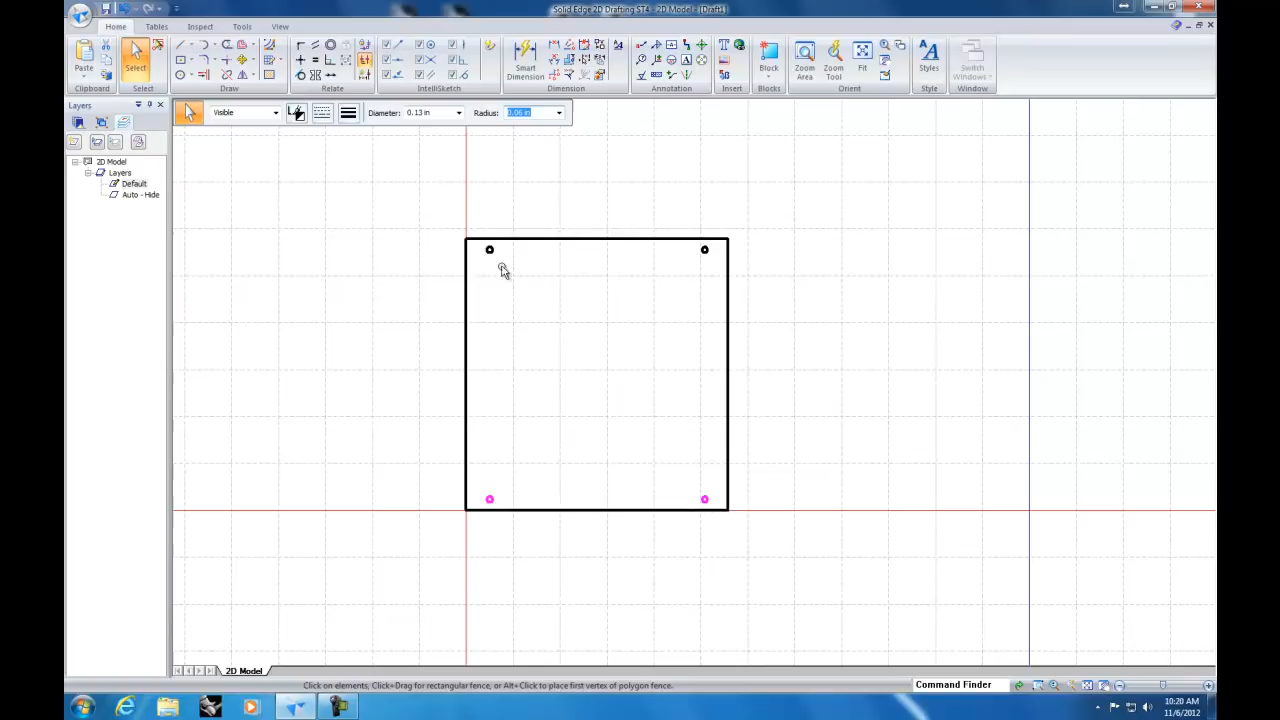 Solid Edge 2D Drafting ST4 - 2D Model - [Draft1]
Home Tables Inspect Tools View
Paste
Select
Smart Dimension
Block
Zoom Area
Zoom Tool
Fit
Styles
Switch Windows
Clipboard Select Draw Relate IntelliSketch Dimension Annotation Insert Blocks Orient Style Window
Layers
Visible Diameter: 0.13 in Radius: 0.06 in
2D Model
Layers
Default
Auto - Hide
2D Model
Click on elements, Click+Drag for rectangular fence, or Alt+Click to place first vertex of polygon fence.
Command Finder
10:20 AM
11/6/2012